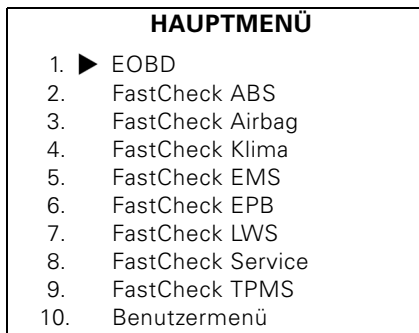 HAUPTMENÜ
1. ▶ EOBD
2. FastCheck ABS
3. FastCheck Airbag
4. FastCheck Klima
5. FastCheck EMS
6. FastCheck EPB
7. FastCheck LWS
8. FastCheck Service
9. FastCheck TPMS
10. Benutzermenü